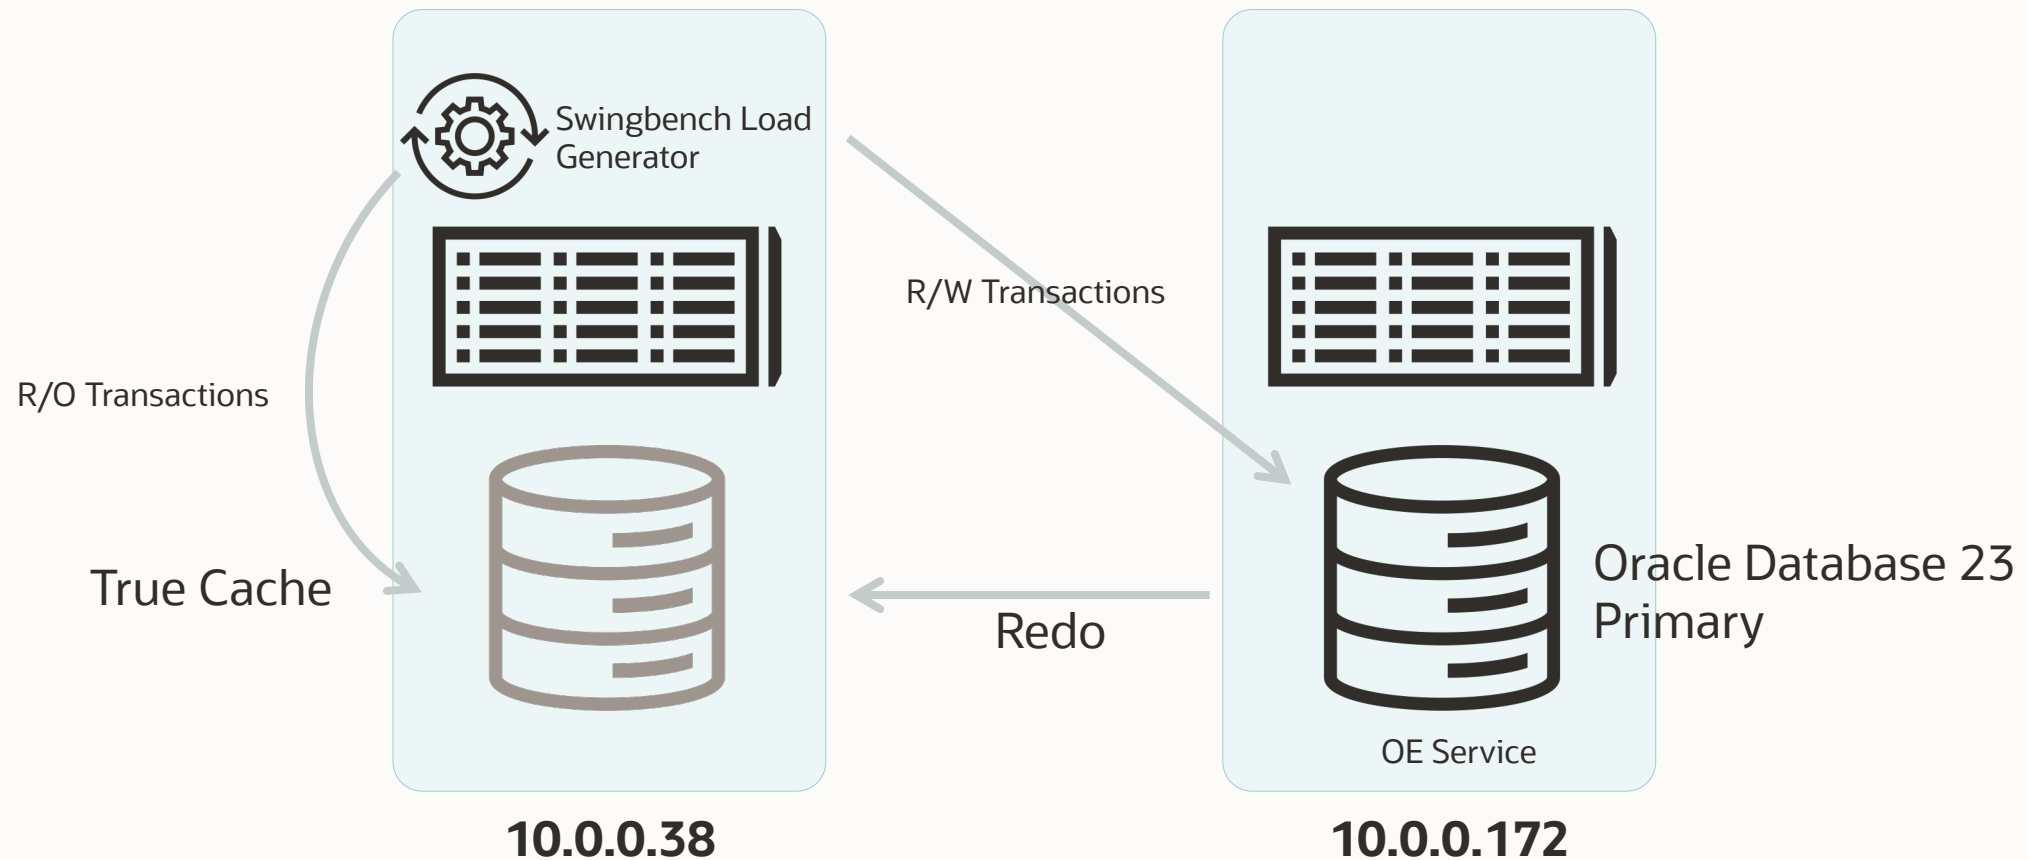 Swingbench Load
Generator
R/W Transactions
R/O Transactions
True Cache
Redo
Oracle Database 23
Primary
OE Service
10.0.0.38
10.0.0.172